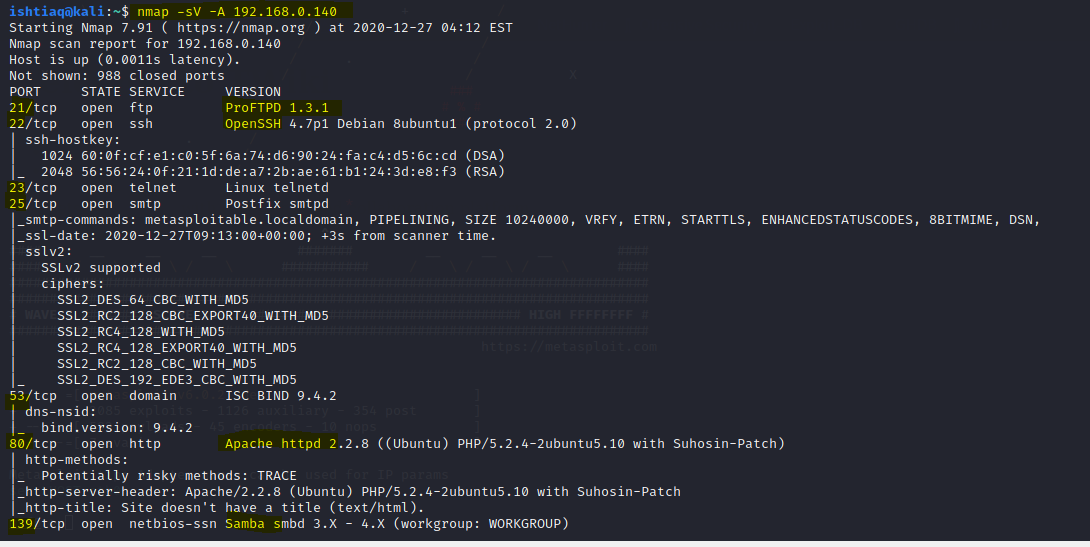 ishtiaq@kali:~$ nmap -sV -A 192.168.0.140
Starting Nmap 7.91 ( https://nmap.org ) at 2020-12-27 04:12 EST
Nmap scan report for 192.168.0.140
Host is up (0.0011s latency).
Not shown: 988 closed ports
PORT    STATE SERVICE     VERSION
21/tcp  open  ftp         ProFTPD 1.3.1
22/tcp  open  ssh         OpenSSH 4.7p1 Debian 8ubuntu1 (protocol 2.0)
| ssh-hostkey:
|   1024 60:0f:cf:e1:c0:5f:6a:74:d6:90:24:fa:c4:d5:6c:cd (DSA)
|_  2048 56:56:24:0f:21:1d:de:a7:2b:ae:61:b1:24:3d:e8:f3 (RSA)
23/tcp  open  telnet      Linux telnetd
25/tcp  open  smtp        Postfix smtpd
|_smtp-commands: metasploitable.localdomain, PIPELINING, SIZE 10240000, VRFY, ETRN, STARTTLS, ENHANCEDSTATUSCODES, 8BITMIME, DSN,
|_ssl-date: 2020-12-27T09:13:00+00:00; +3s from scanner time.
| sslv2:
|   SSLv2 supported
|   ciphers:
|     SSL2_DES_64_CBC_WITH_MD5
|     SSL2_RC2_128_CBC_EXPORT40_WITH_MD5
|     SSL2_RC4_128_WITH_MD5
|     SSL2_RC4_128_EXPORT40_WITH_MD5
|     SSL2_RC2_128_CBC_WITH_MD5
|_    SSL2_DES_192_EDE3_CBC_WITH_MD5
53/tcp  open  domain      ISC BIND 9.4.2
| dns-nsid:
|_  bind.version: 9.4.2
80/tcp  open  http        Apache httpd 2.2.8 ((Ubuntu) PHP/5.2.4-2ubuntu5.10 with Suhosin-Patch)
| http-methods:
|_  Potentially risky methods: TRACE
|_http-server-header: Apache/2.2.8 (Ubuntu) PHP/5.2.4-2ubuntu5.10 with Suhosin-Patch
|_http-title: Site doesn't have a title (text/html).
139/tcp open  netbios-ssn Samba smbd 3.X - 4.X (workgroup: WORKGROUP)